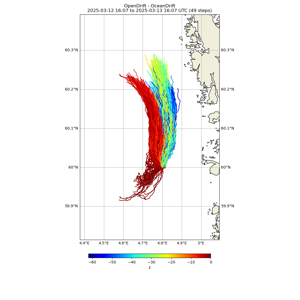 OpenDrift - OceanDrift
2025-03-12 16:07 to 2025-03-13 16:07 UTC (49 steps)
60.3°N
60.3°N
60.2°N
60.2°N
60.1°N
60.1°N
60°N
60°N
59.9°N
59.9°N
4.4°E 4.5°E 4.6°E 4.7°E 4.8°E 4.9°E 5°E
−60 −50 −40 −30 −20 −10 0
z